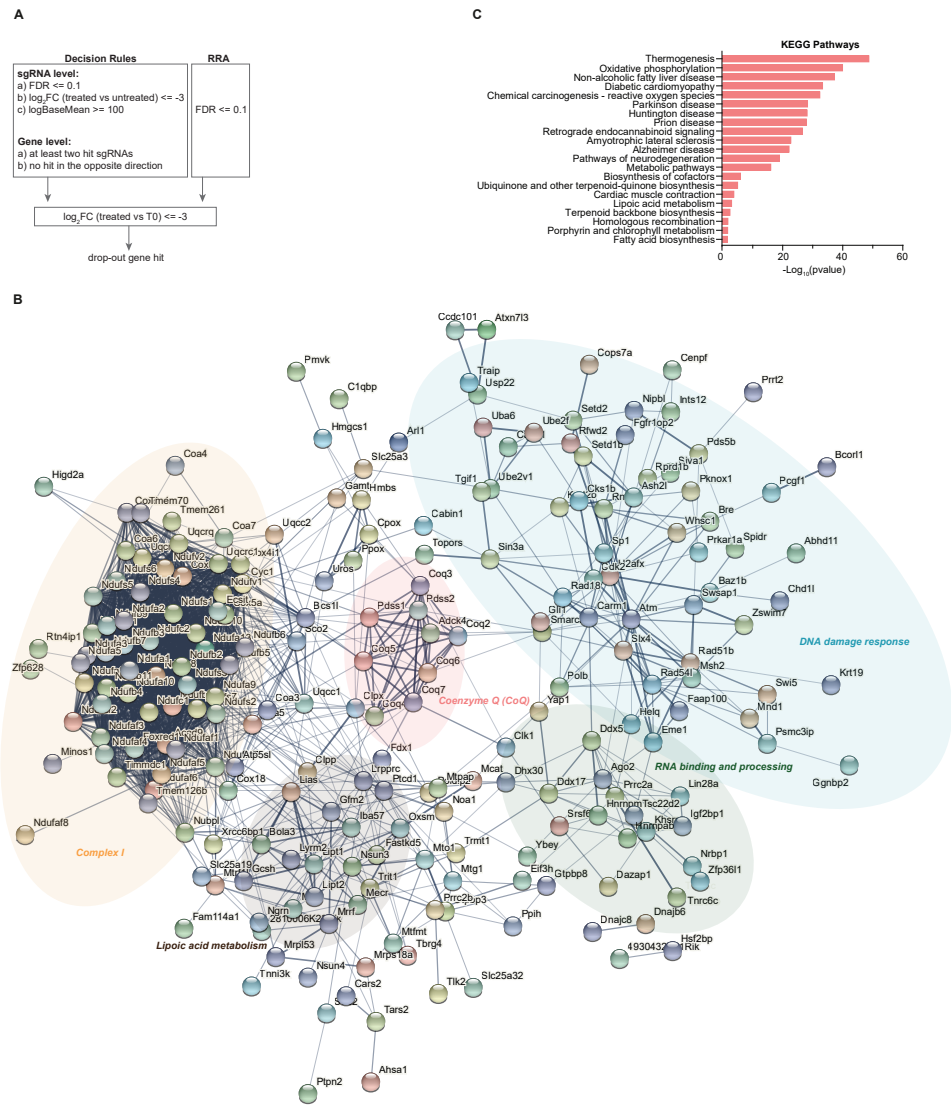 A
Decision Rules
RRA
sgRNA level:
a) FDR <= 0.1
b) log2FC (treated vs untreated) <= -3
c) logBaseMean >= 100
Gene level:
a) at least two hit sgRNAs
b) no hit in the opposite direction
FDR <= 0.1
log2FC (treated vs T0) <= -3
drop-out gene hit
C
KEGG Pathways
Thermogenesis
Oxidative phosphorylation
Non-alcoholic fatty liver disease
Diabetic cardiomyopathy
Chemical carcinogenesis - reactive oxygen species
Parkinson disease
Huntington disease
Prion disease
Retrograde endocannabinoid signaling
Amyotrophic lateral sclerosis
Alzheimer disease
Pathways of neurodegeneration
Metabolic pathways
Biosynthesis of cofactors
Ubiquinone and other terpenoid-quinone biosynthesis
Cardiac muscle contraction
Lipoic acid metabolism
Terpenoid backbone biosynthesis
Homologous recombination
Porphyrin and chlorophyll metabolism
Fatty acid biosynthesis
0 20 40 60
-Log10(pvalue)
B
Ccdc101
Atxn7l3
Pmvk
Cops7a
Cenpf
Traip
Usp22
C1qbp
Prrt2
Nipbl
Ints12
Setd2
Uba6
Ube2f
Fgfr1op2
Hmgcs1
Arl1
Rfwd2
Setd1b
Pds5b
Coa4
Slc25a3
Siva1
Bcorl1
Higd2a
Rprd1b
Tgif1
Ube2v1
Gamt
Hmbs
Cks1b
Ash2l
Pknox1
Pcgf1
Tmem70
Tmem261
Coa7
Uqcc2
Cabin1
Bre
Whsc1
Coa6
Uqcrq
Cpox
Sp1
Prkar1a
Spidr
Abhd11
Ndufv2
Uqcrc1
Ppox
Topors
Sin3a
Ndufs6
Cox
Cyc1
Uros
Coq3
Cdk2
Ndufs5
Ndufs4
Ndufv1
Rad18
Baz1b
Chd1l
Ndufa2
Ndufs1
Ecsit
Bcs1l
Pdss1
Pdss2
Gli1
Carm1
Atm
Swsap1
Zswim7
Ndufb3
Ndufc2
Adck4
Coq2
Smarc
Rtn4ip1
Ndufb6
Sco2
Slx4
DNA damage response
Ndufa5
Ndufb2
Coq5
Coq6
Rad51b
Zfp628
Msh2
Ndufa10
Ndufa9
Coq7
Polb
Rad54l
Swi5
Krt19
Ndufb4
Ndufs2
Coa3
Uqcc1
Clpx
Coq4
Coenzyme Q (CoQ)
Yap1
Faap100
Mnd1
Ndufc1
Helq
Ndufaf3
Foxred1
Ndufaf1
Clk1
Ddx5
Eme1
Psmc3ip
Ndufaf4
Atp5sl
Fdx1
Minos1
Timmdc1
Ndufaf5
Clpp
Lrpprc
Ago2
RNA binding and processing
Ggnbp2
Ndufaf6
Cox18
Lias
Ptcd1
Mtpap
Mcat
Dhx30
Ddx17
Prrc2a
Lin28a
Tmem126b
Gfm2
Noa1
Hnrnpm
Tsc22d2
Igf2bp1
Ndufaf8
Nubpl
Xrcc6bp1
Bola3
Iba57
Oxsm
Srsf6
Khsrp
Hnrnpab
Complex I
Lyrm2
Lipt1
Nsun3
Fastkd5
Mto1
Trmt1
Ybey
Nrbp1
Slc25a19
Gcsh
Lipt2
Trit1
Mtg1
Eif3h
Gtpbp8
Dazap1
Zfp36l1
Mecr
Tnrc6c
Fam114a1
Ngrn
Mrrf
Prrc2b
Ppih
Dnajc8
Dnajb6
Lipoic acid metabolism
Mtfmt
Hsf2bp
Mrpl53
Mrps18a
Tbrg4
Rik
Tnni3k
Nsun4
Cars2
Tlk2
Slc25a32
Tars2
Ptpn2
Ahsa1